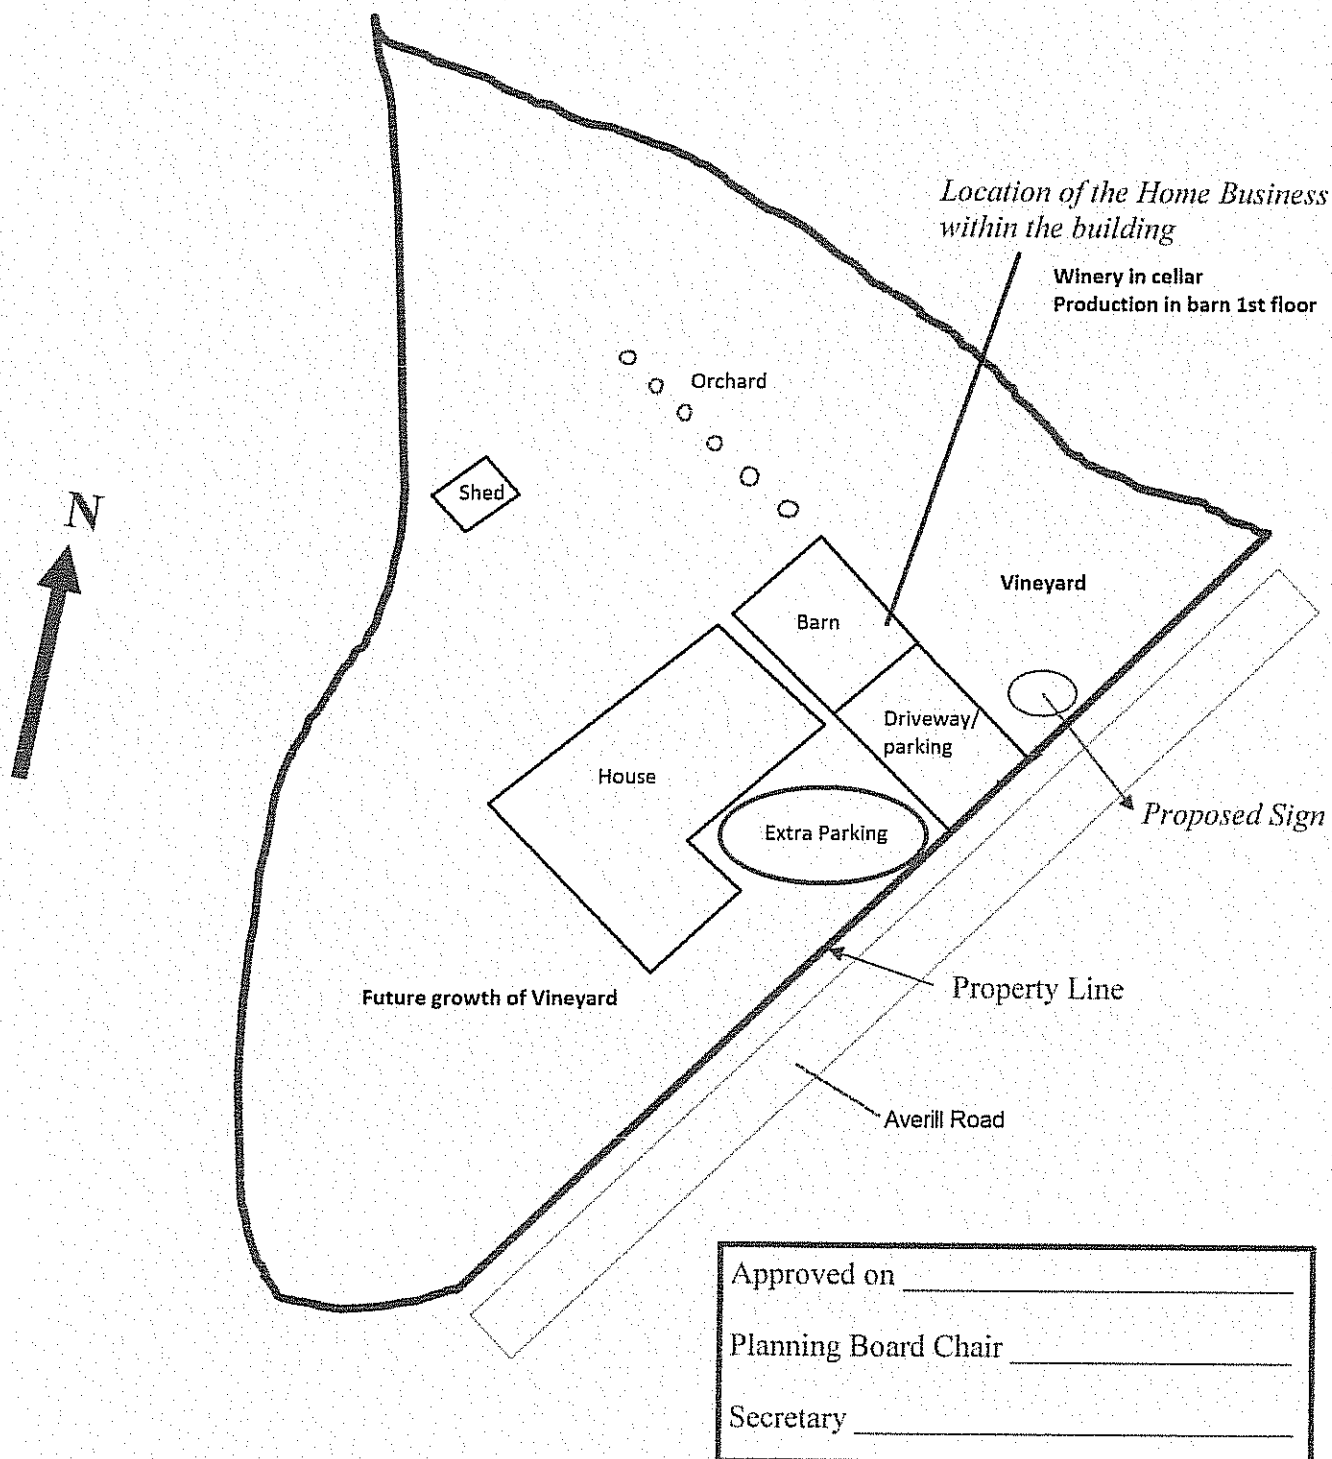 Location of the Home Business
within the building
Winery in cellar
Production in barn 1st floor
Orchard
Shed
N
Vineyard
Barn
Driveway/
parking
House
Proposed Sign
Extra Parking
Property Line
Future growth of Vineyard
Averill Road
Approved on
Planning Board Chair
Secretary